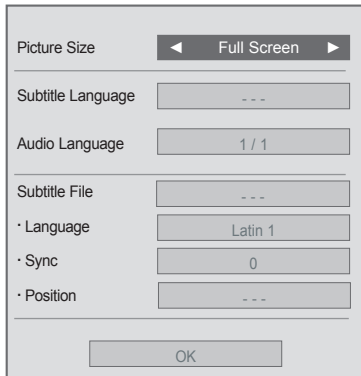 Picture Size ◄ Full Screen ►
Subtitle Language - - -
Audio Language 1 / 1
Subtitle File - - -
· Language Latin 1
· Sync 0
· Position - - -
OK